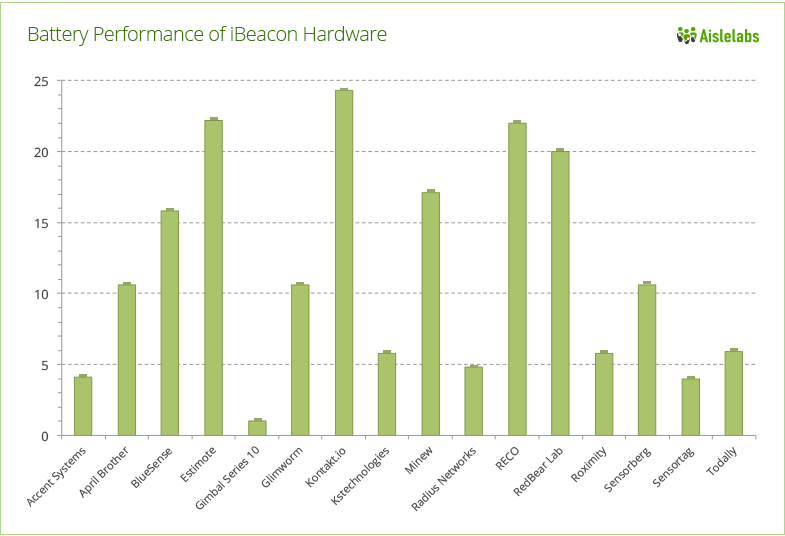 Battery Performance of iBeacon Hardware
Aislelabs
25
20
15
10
5
0
Accent Systems
April Brother
BlueSense
Estimote
Gimbal Series 10
Glimworm
Kontakt.io
Kstechnologies
Minew
Radius Networks
RECO
RedBear Lab
Roximity
Sensorberg
Sensortag
Todally